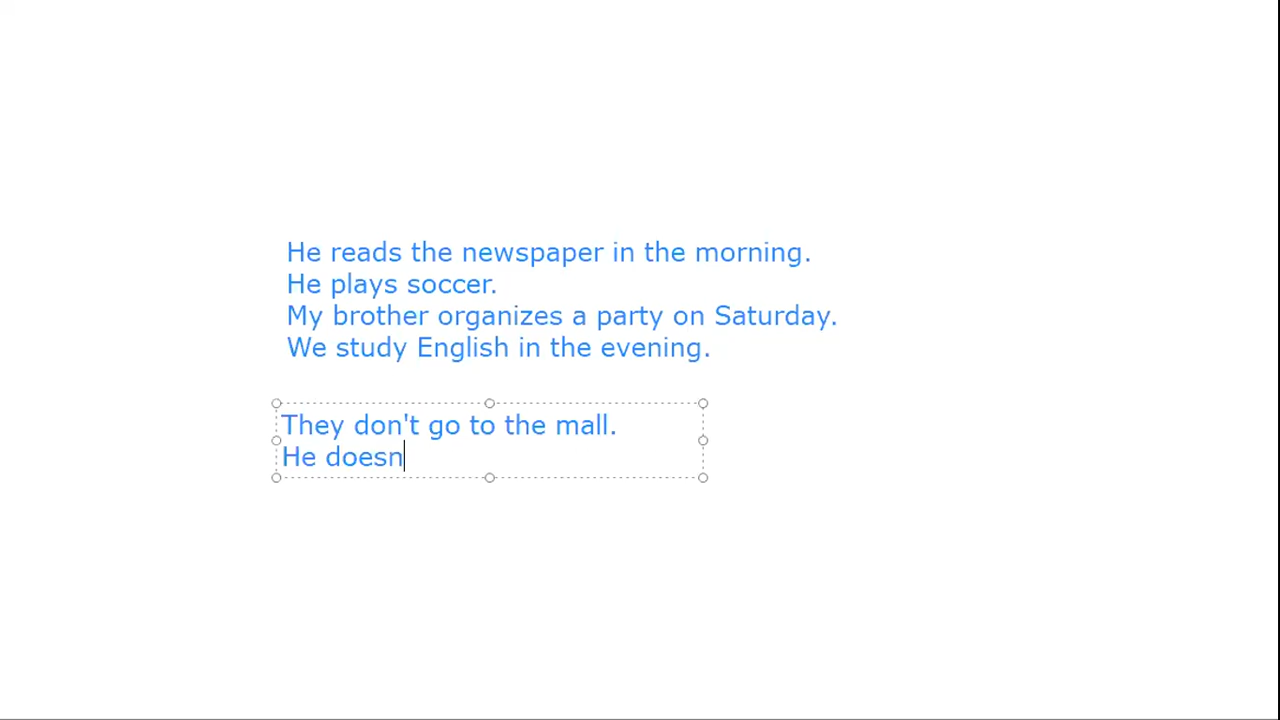 He reads the newspaper in the morning.
He plays soccer.
My brother organizes a party on Saturday.
We study English in the evening.
They don't go to the mall.
He doesn